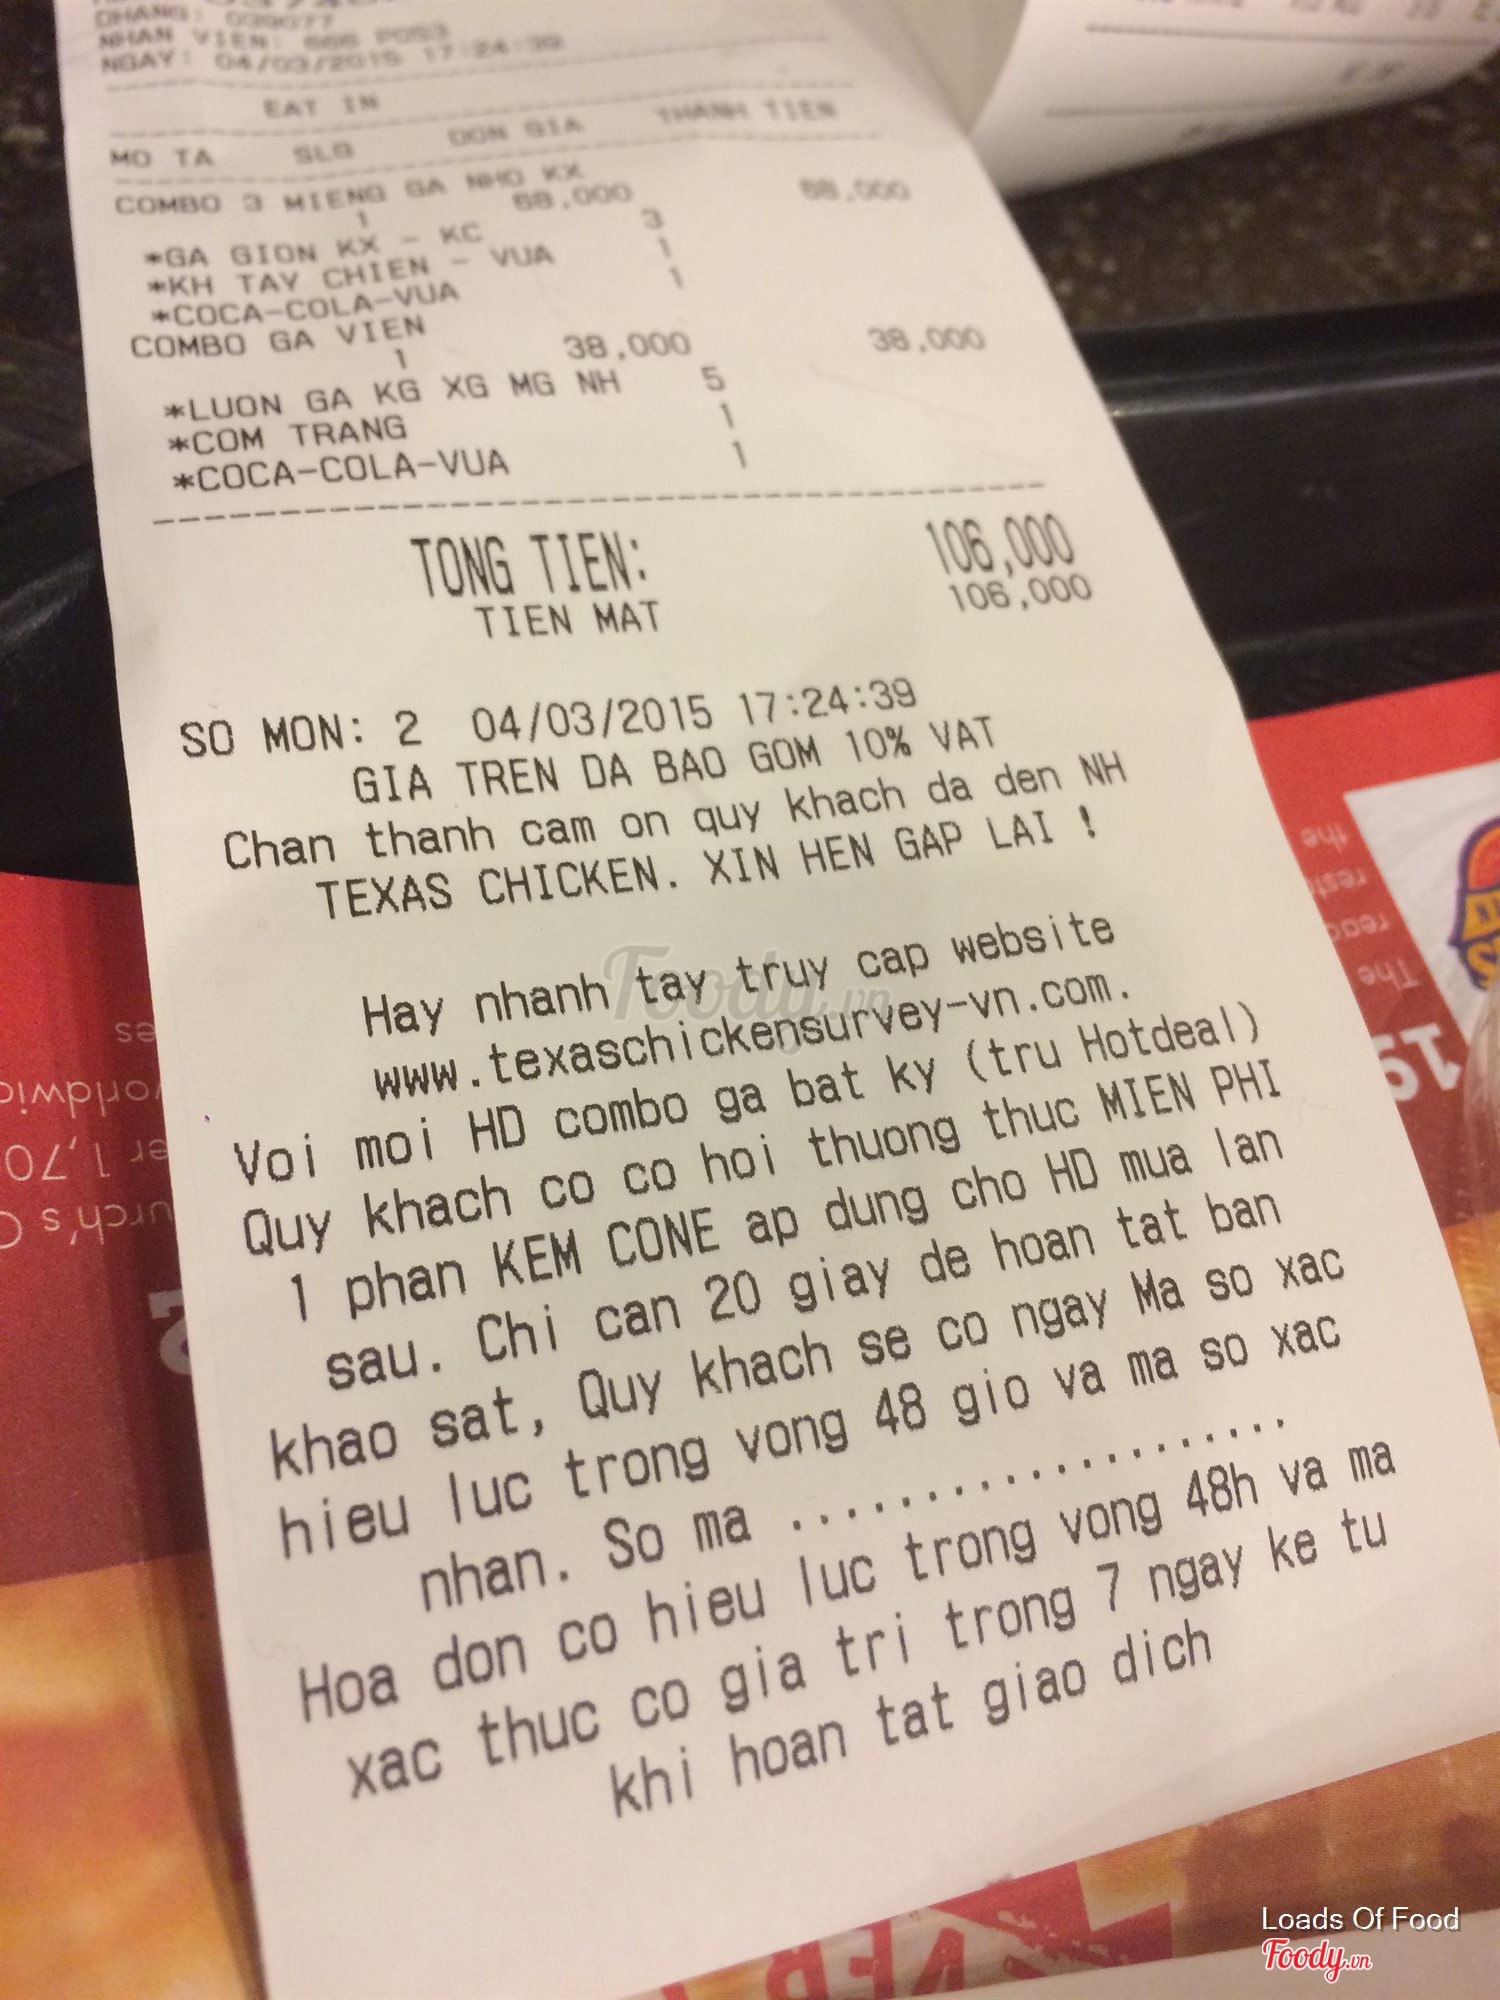 NHAN VIEN: 666 POS3
NGAY: 04/03/2015 17:24:39
EAT IN
MO TA SLG DON GIA THANH TIEN
COMBO 3 MIENG GA NHO KX
1 68,000 68,000
*GA GION KX - KC 3
*KH TAY CHIEN - VUA 1
*COCA-COLA-VUA 1
COMBO GA VIEN
1 38,000 38,000
*LUON GA KG XG MG NH 5
*COM TRANG 1
*COCA-COLA-VUA 1
TONG TIEN: 106,000
TIEN MAT 106,000
SO MON: 2 04/03/2015 17:24:39
GIA TREN DA BAO GOM 10% VAT
Chan thanh cam on quy khach da den NH
TEXAS CHICKEN. XIN HEN GAP LAI !
Hay nhanh tay truy cap website
www.texaschickensurvey-vn.com.
Voi moi HD combo ga bat ky (tru Hotdeal)
Quy khach co co hoi thuong thuc MIEN PHI
1 phan KEM CONE ap dung cho HD mua lan
sau. Chi can 20 giay de hoan tat ban
khao sat, Quy khach se co ngay Ma so xac
hieu luc trong vong 48 gio va ma so xac
nhan. So ma ....................
Hoa don co hieu luc trong vong 48h va ma
xac thuc co gia tri trong 7 ngay ke tu
khi hoan tat giao dich
Foody.vn
Loads Of Food
Foody.vn